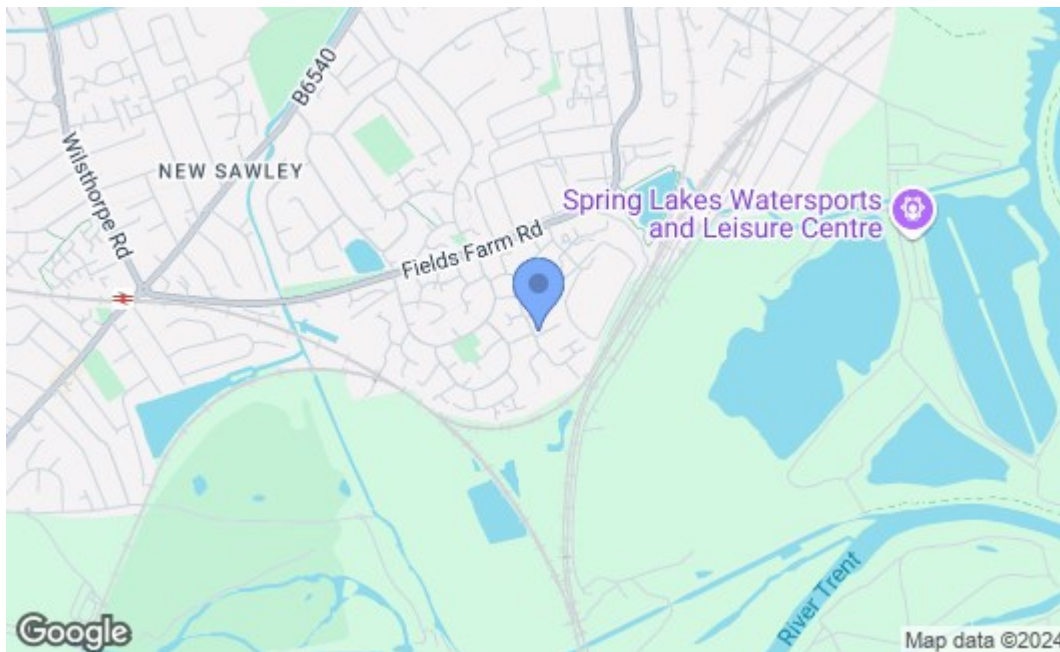 B6540
Wilsthorpe Rd
NEW SAWLEY
Spring Lakes Watersports
and Leisure Centre
Fields Farm Rd
River Trent
Google
Map data ©2024